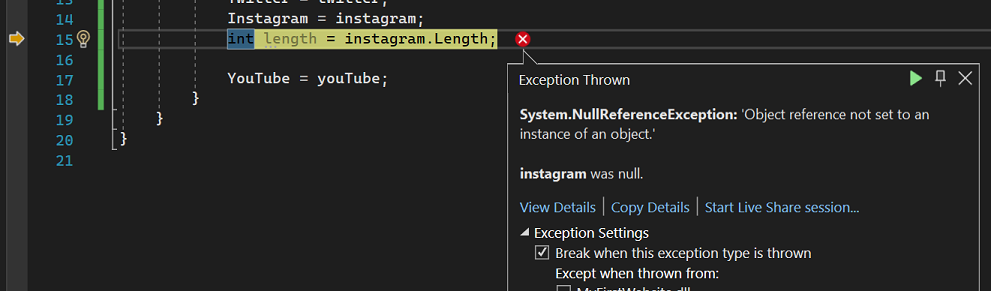 13 Twitter = twitter;
14 Instagram = instagram;
15 int length = instagram.Length;
16
17 YouTube = youTube;
18 }
19 }
20 }
21
Exception Thrown
System.NullReferenceException: 'Object reference not set to an
instance of an object.'
instagram was null.
View Details | Copy Details | Start Live Share session...
Exception Settings
Break when this exception type is thrown
Except when thrown from:
MyFirstWebsite.dll